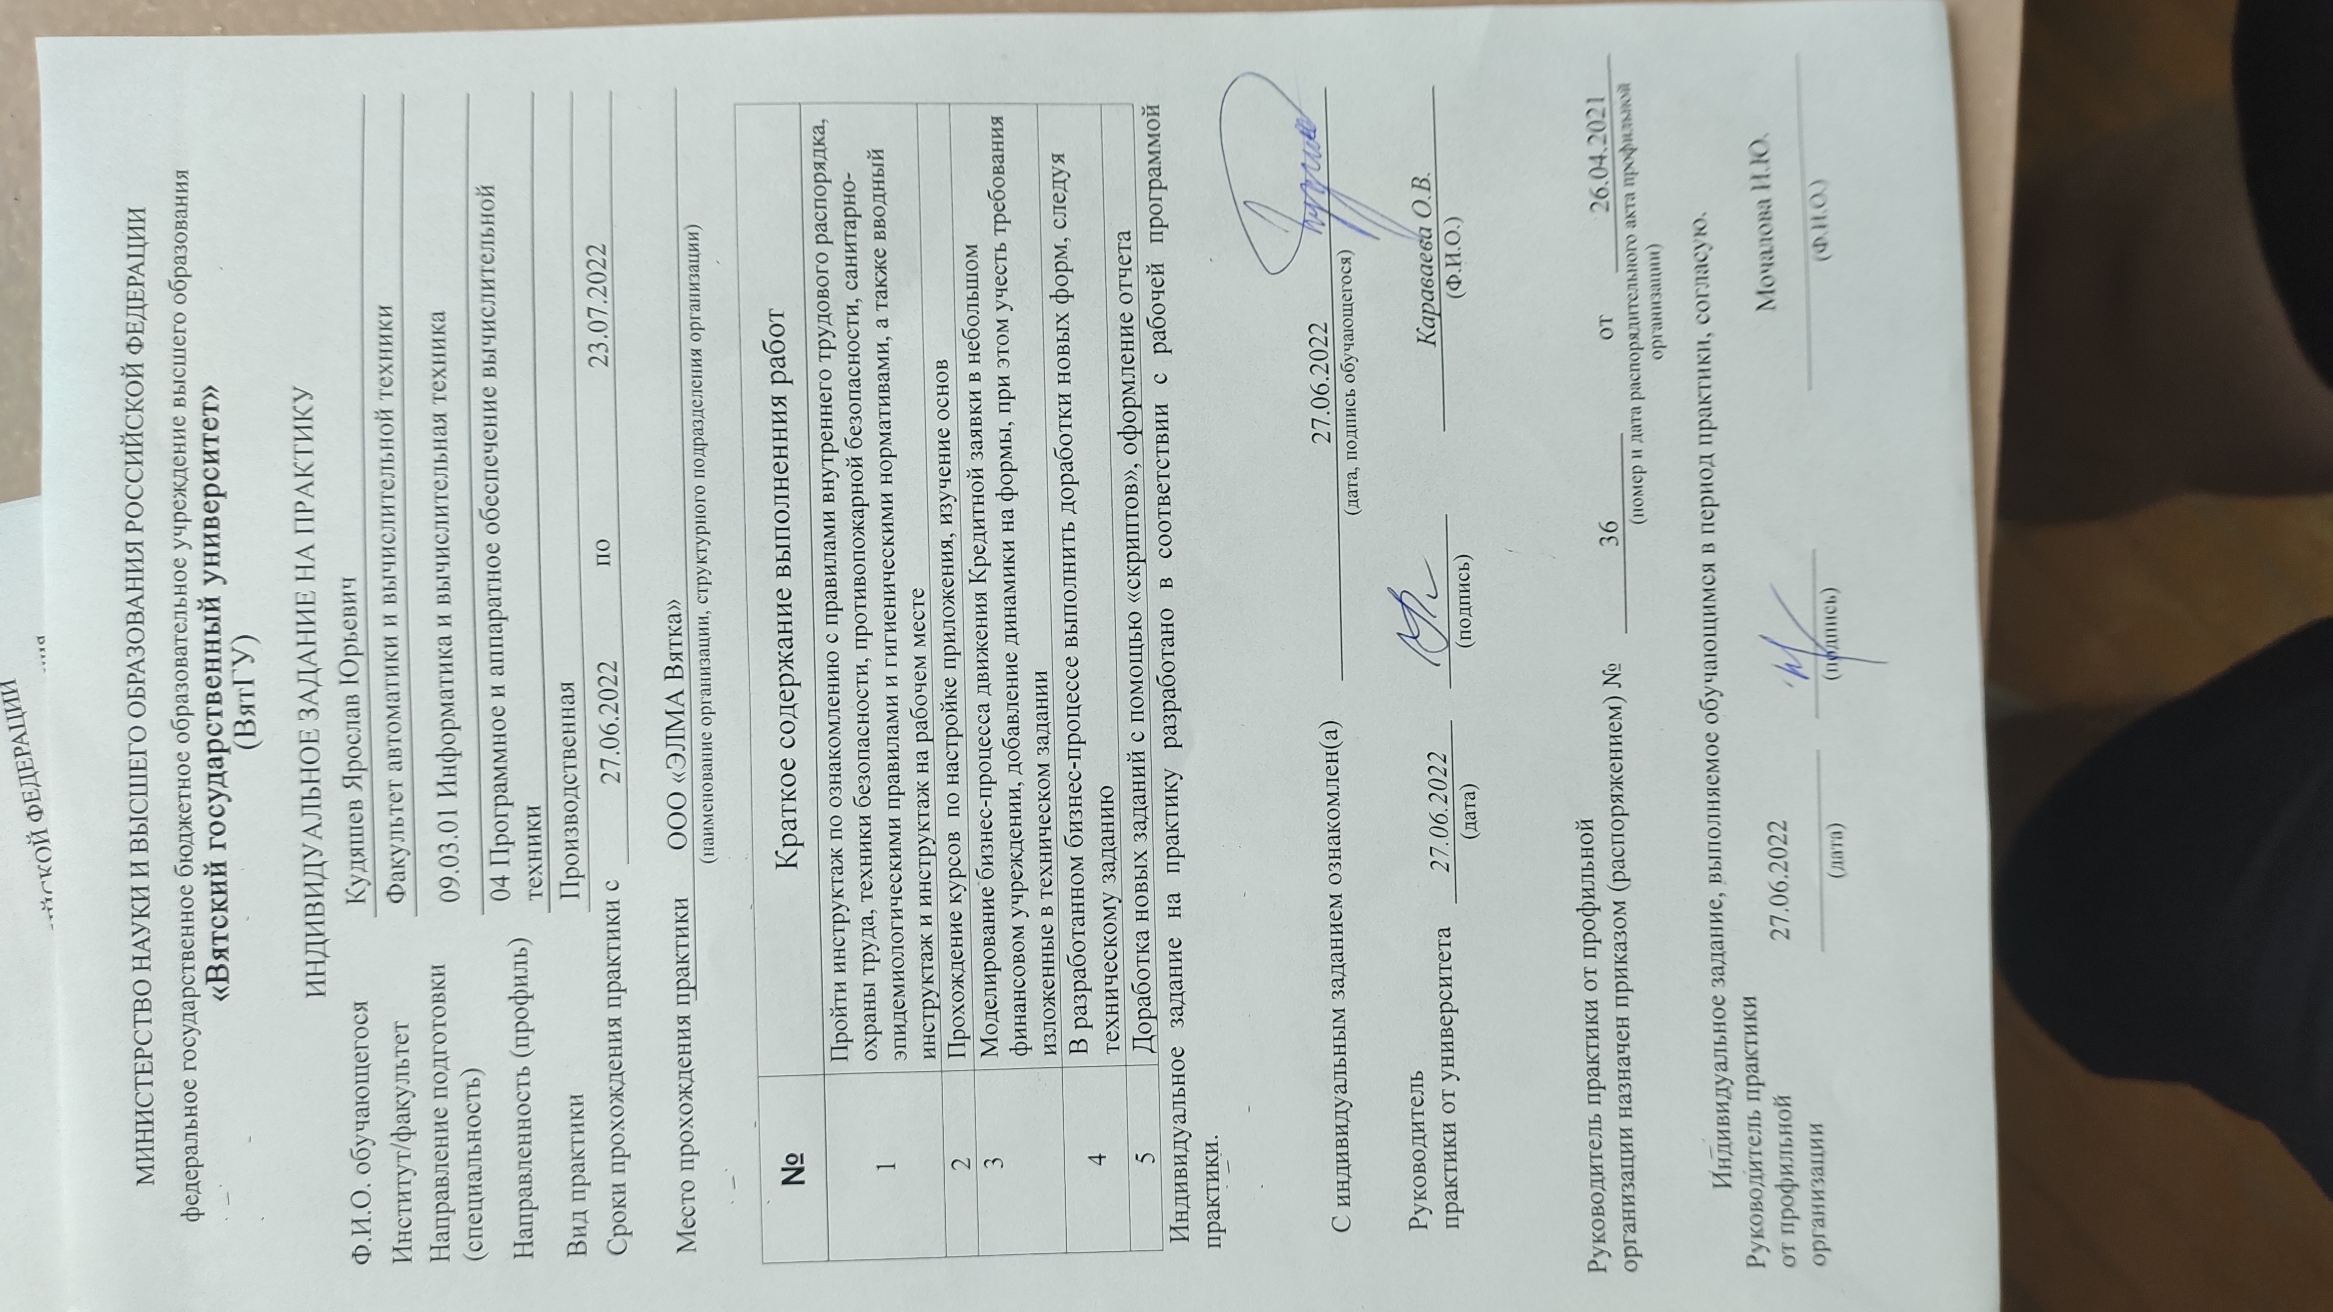 ЙСКОЙ ФЕДЕРАЦИИ
МИНИСТЕРСТВО НАУКИ И ВЫСШЕГО ОБРАЗОВАНИЯ РОССИЙСКОЙ ФЕДЕРАЦИИ
федеральное государственное бюджетное образовательное учреждение высшего образования
«Вятский государственный университет»
(ВятГУ)
ИНДИВИДУАЛЬНОЕ ЗАДАНИЕ НА ПРАКТИКУ
Ф.И.О. обучающегося Кудяшев Ярослав Юрьевич
Институт/факультет Факультет автоматики и вычислительной техники
Направление подготовки
(специальность) 09.03.01 Информатика и вычислительная техника
Направленность (профиль) 04 Программное и аппаратное обеспечение вычислительной
техники
Вид практики Производственная
Сроки прохождения практики с 27.06.2022 по 23.07.2022
Место прохождения практики ООО «ЭЛМА Вятка»
(наименование организации, структурного подразделения организации)
№ Краткое содержание выполненния работ
1 Пройти инструктаж по ознакомлению с правилами внутреннего трудового распорядка,
охраны труда, техники безопасности, противопожарной безопасности, санитарно-
эпидемиологическими правилами и гигиеническими нормативами, а также вводный
инструктаж и инструктаж на рабочем месте
2 Прохождение курсов по настройке приложения, изучение основ
3 Моделирование бизнес-процесса движения Кредитной заявки в небольшом
финансовом учреждении, добавление динамики на формы, при этом учесть требования
изложенные в техническом задании
4 В разработанном бизнес-процессе выполнить доработки новых форм, следуя
техническому заданию
5 Доработка новых заданий с помощью «скриптов», оформление отчета
Индивидуальное задание на практику разработано в соответствии с рабочей программой
практики.
С индивидуальным заданием ознакомлен(а) 27.06.2022
(дата, подпись обучающегося)
Руководитель
практики от университета 27.06.2022 Караваева О.В.
(дата) (подпись) (Ф.И.О.)
Руководитель практики от профильной
организации назначен приказом (распоряжением) № 36 от 26.04.2021
(номер и дата распорядительного акта профильной
организации)
Индивидуальное задание, выполняемое обучающимся в период практики, согласую.
Руководитель практики
от профильной 27.06.2022 Мочалова И.Ю.
организации
(дата) (подпись) (Ф.И.О.)